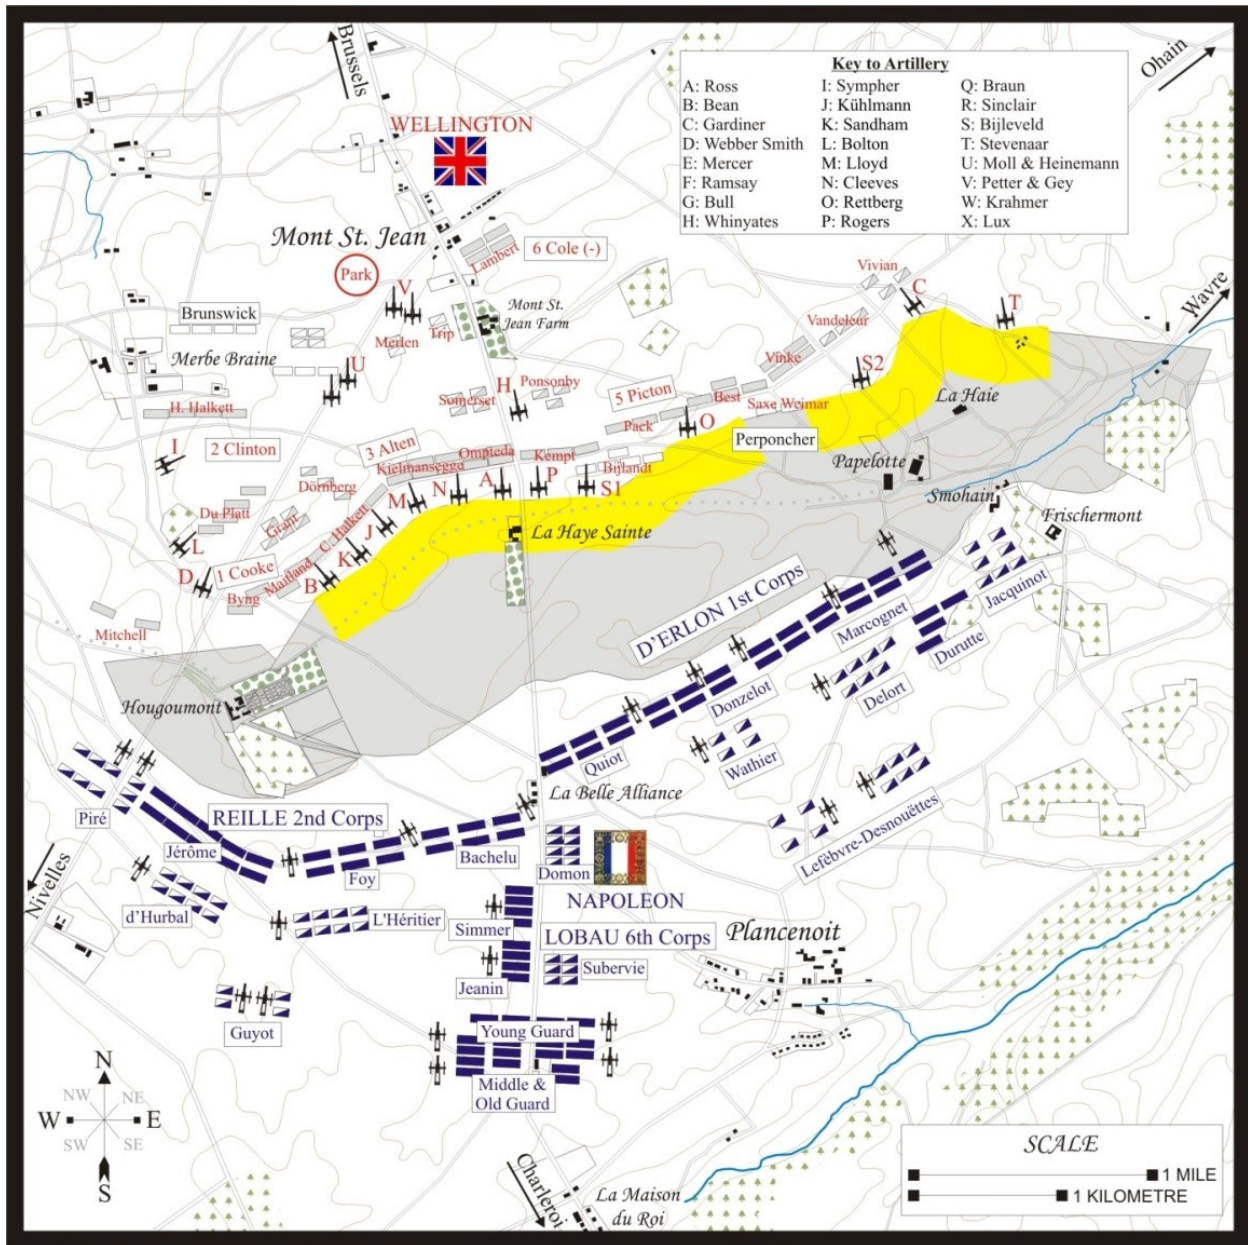 Brussels
Ohain
WELLINGTON
Key to Artillery
A: Ross
B: Bean
C: Gardiner
D: Webber Smith
E: Mercer
F: Ramsay
G: Bull
H: Whinyates
I: Sympher
J: Kühlmann
K: Sandham
L: Bolton
M: Lloyd
N: Cleeves
O: Rettberg
P: Rogers
Q: Braun
R: Sinclair
S: Bijleveld
T: Stevenaar
U: Moll & Heinemann
V: Petter & Gey
W: Krahmer
X: Lux
Mont St. Jean
Lambert
6 Cole (-)
Park
V
Vivian
C
T
Wavre
Brunswick
Mont St.
Jean Farm
Trip
Merlen
Vandeleur
Merbe Braine
U
Vinke
S2
H
Ponsonby
Somerset
5 Picton
Best
Saxe Weimar
La Haie
H. Halkett
Pack
O
Perponcher
I
2 Clinton
3 Alten
Kielmansegge
Ompteda
Kempt
Bijlandt
Papelotte
Dörnberg
M
N
A
P
S1
Smohain
Du Platt
Grant
C. Halkett
J
La Haye Sainte
Frischermont
L
K
D
1 Cooke
Maitland
B
Byng
Mitchell
D'ERLON 1st Corps
Marcognet
Jacquinot
Durutte
Hougoumont
Donzelot
Delort
Quiot
Wathier
La Belle Alliance
Piré
REILLE 2nd Corps
Lefèbvre-Desnouëttes
Jérôme
Foy
Bachelu
Domon
NAPOLEON
Nivelles
d'Hurbal
L'Héritier
Simmer
LOBAU 6th Corps
Plancenoit
Jeanin
Subervie
Guyot
Young Guard
Middle &
Old Guard
N
NW
NE
W
E
SW
SE
S
SCALE
1 MILE
1 KILOMETRE
Charleroi
La Maison
du Roi